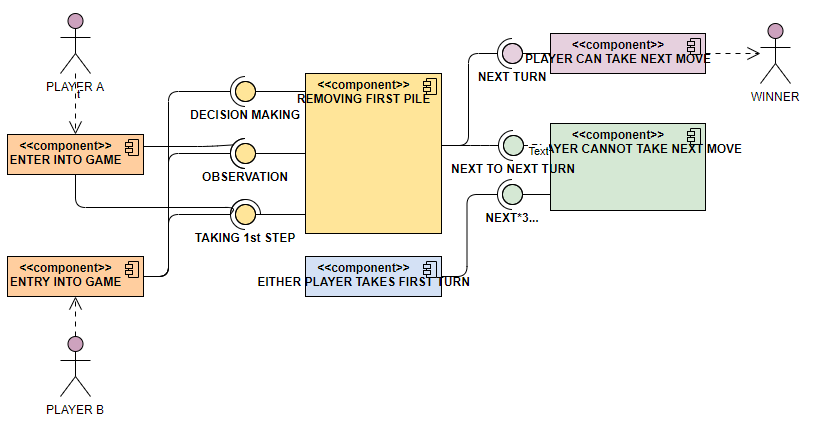 PLAYER A
<<component>>
ENTER INTO GAME
<<component>>
ENTRY INTO GAME
PLAYER B
DECISION MAKING
OBSERVATION
TAKING 1st STEP
<<component>>
REMOVING FIRST PILE
<<component>>
EITHER PLAYER TAKES FIRST TURN
NEXT TURN
NEXT TO NEXT TURN
NEXT*3...
<<component>>
PLAYER CAN TAKE NEXT MOVE
<<component>>
Text
AYER CANNOT TAKE NEXT MOVE
WINNER